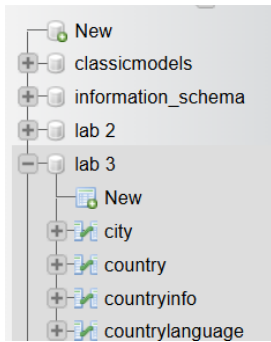 New
classicmodels
information_schema
lab 2
lab 3
New
city
country
countryinfo
countrylanguage